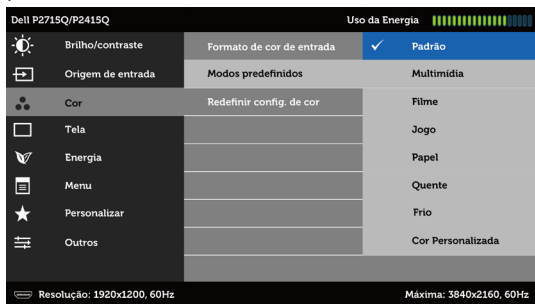 Dell P2715Q/P2415Q Uso da Energia
Brilho/contraste Formato de cor de entrada Padrão
Origem de entrada Modos predefinidos Multimídia
Cor Redefinir config. de cor Filme
Tela Jogo
Energia Papel
Menu Quente
Personalizar Frio
Outros Cor Personalizada
Resolução: 1920x1200, 60Hz Máxima: 3840x2160, 60Hz